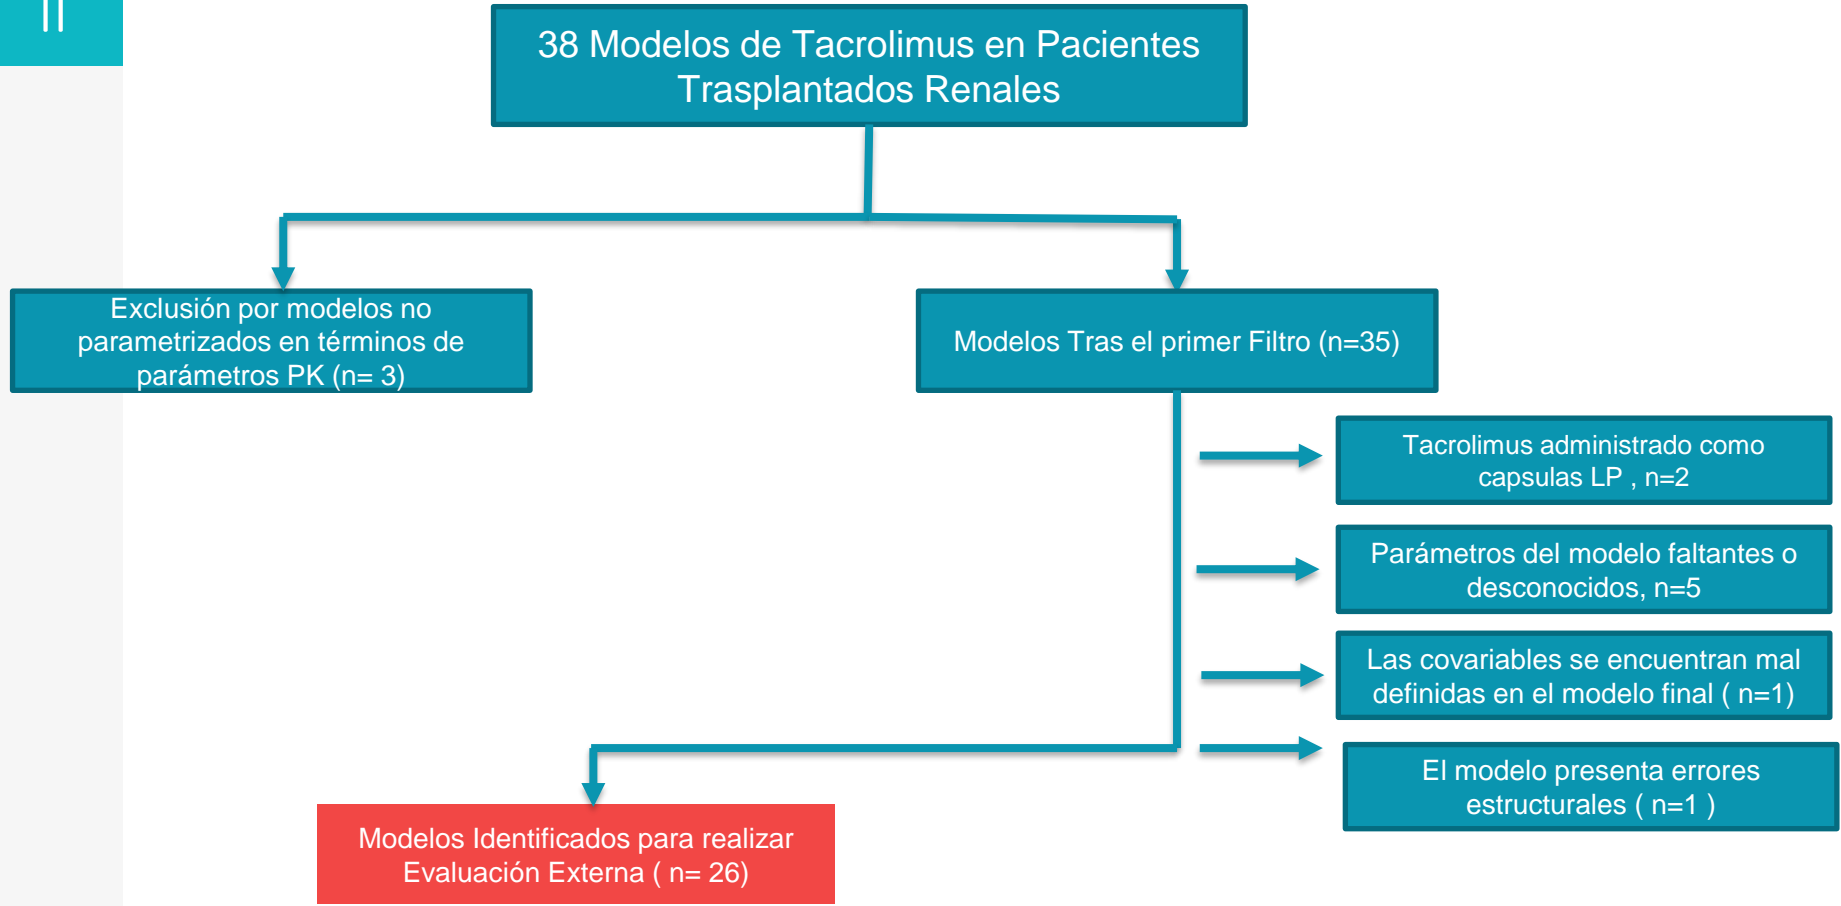 38 Modelos de Tacrolimus en Pacientes
Trasplantados Renales
Exclusión por modelos no
parametrizados en términos de
parámetros PK (n= 3)
Modelos Tras el primer Filtro (n=35)
Tacrolimus administrado como
capsulas LP , n=2
Parámetros del modelo faltantes o
desconocidos, n=5
Las covariables se encuentran mal
definidas en el modelo final ( n=1)
El modelo presenta errores
estructurales ( n=1 )
Modelos Identificados para realizar
Evaluación Externa ( n= 26)